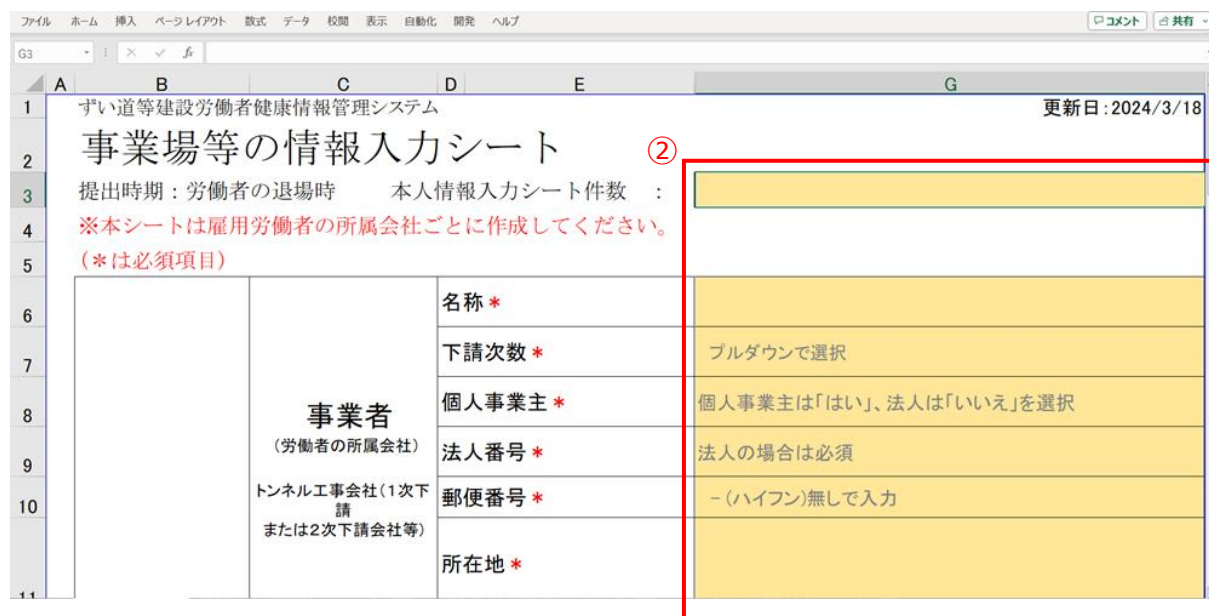 ファイル ホーム 挿入 ページ レイアウト 数式 データ 校閲 表示 自動化 開発 ヘルプ コメント 共有
G3 fx
A B C D E G
1 ずい道等建設労働者健康情報管理システム 更新日:2024/3/18
2 事業場等の情報入力シート ②
3 提出時期：労働者の退場時 本人情報入力シート件数 ：
4 ※本シートは雇用労働者の所属会社ごとに作成してください。
5 (*は必須項目)
6 名称*
7 下請次数* プルダウンで選択
8 事業者 個人事業主* 個人事業主は「はい」、法人は「いいえ」を選択
(労働者の所属会社)
9 法人番号* 法人の場合は必須
10 トンネル工事会社(1次下 郵便番号* －(ハイフン)無しで入力
請
または2次下請会社等)
所在地*
11